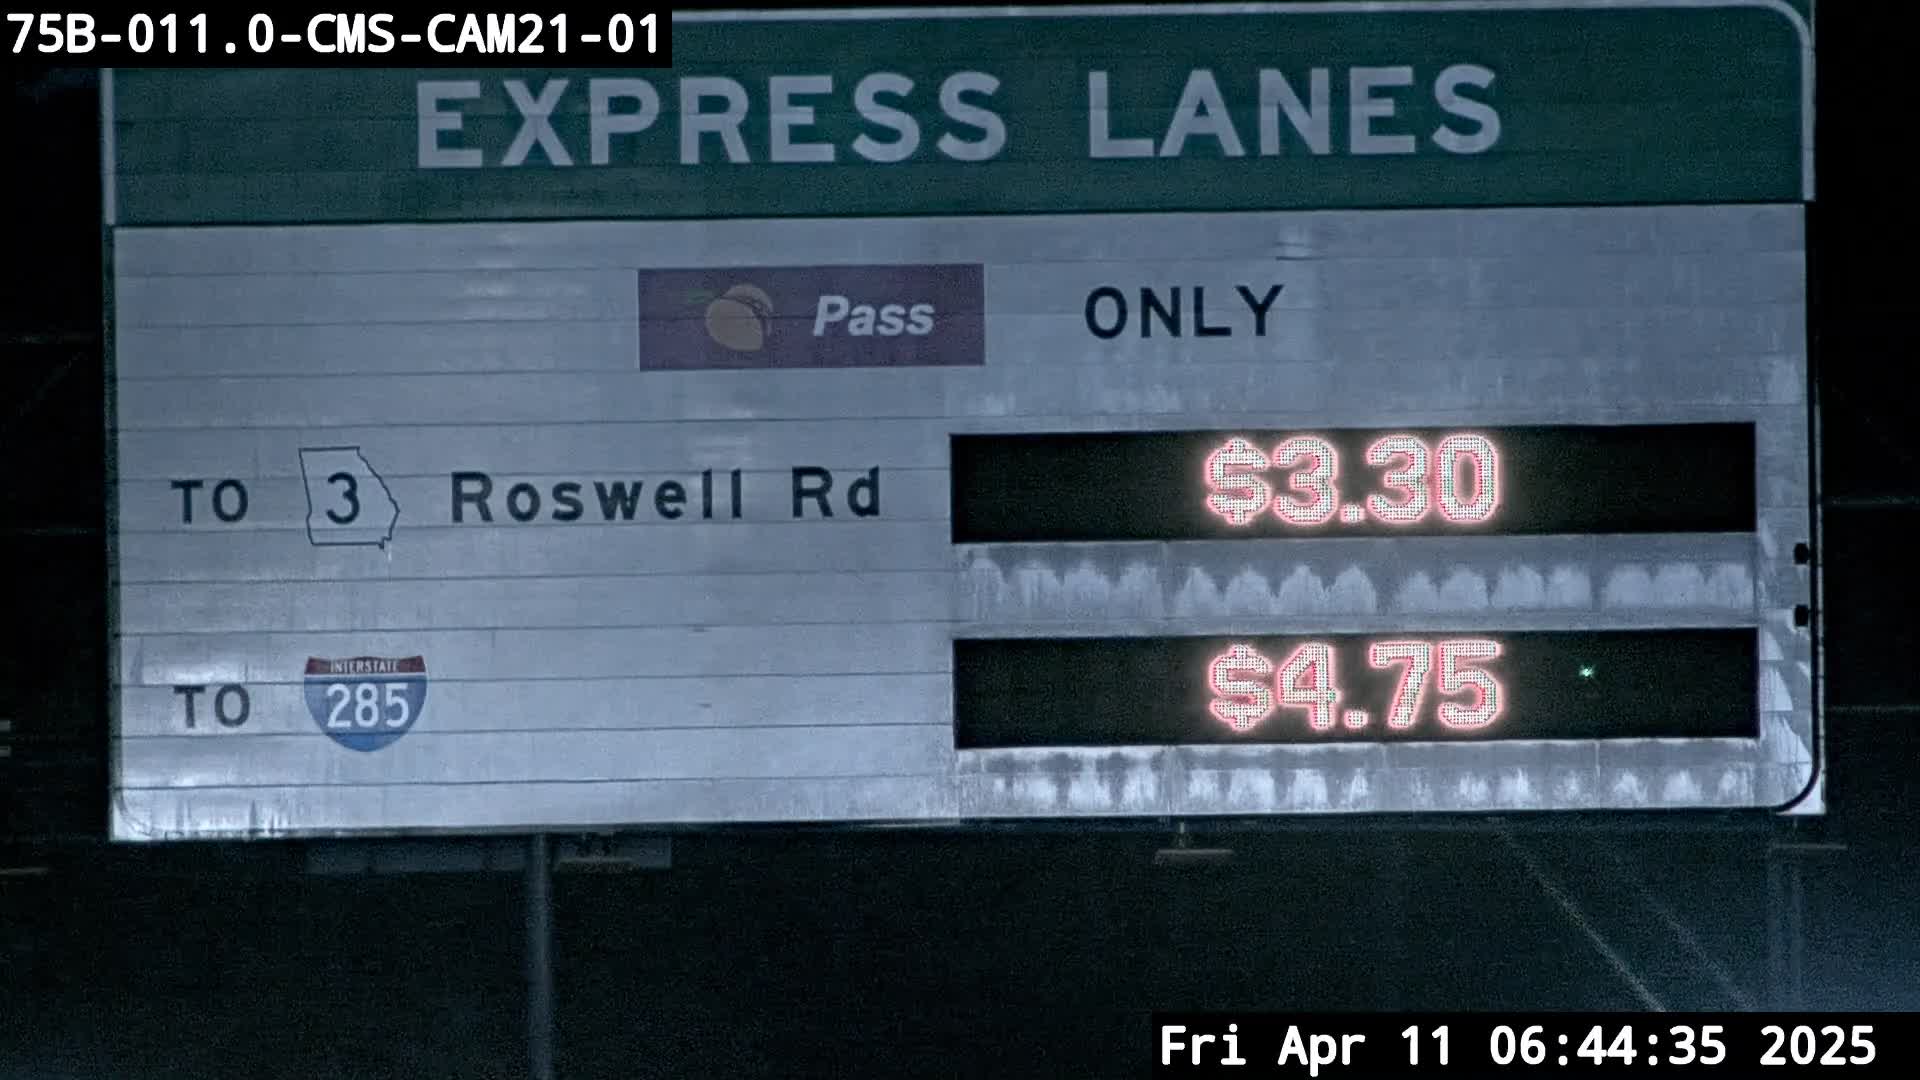 75B-011.0-CMS-CAM21-01
EXPRESS LANES
Pass ONLY
TO 3 Roswell Rd $3.30
TO INTERSTATE 285 $4.75
Fri Apr 11 06:44:35 2025